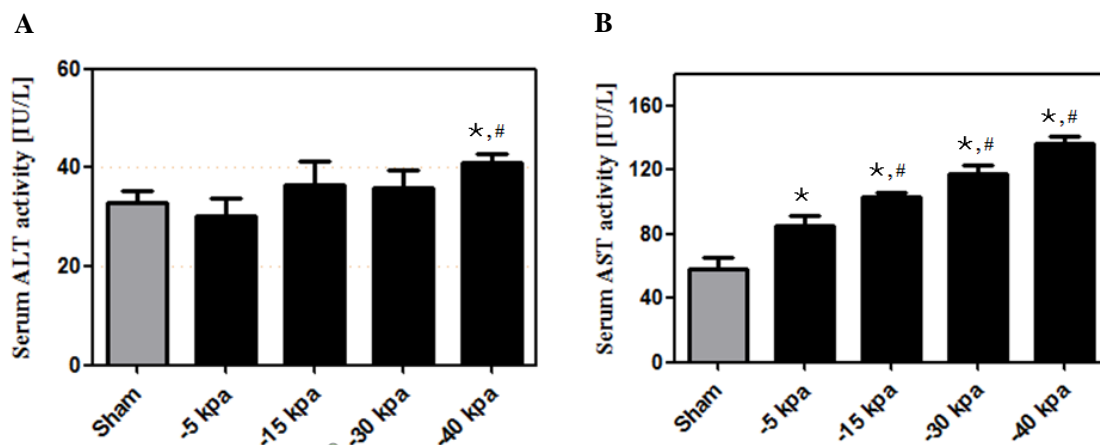 A
Serum ALT activity [IU/L]
60
40
20
0
*,#
Sham
-5 kpa
-15 kpa
-30 kpa
-40 kpa
B
Serum AST activity [IU/L]
160
120
80
40
0
*
*,#
*,#
*,#
Sham
-5 kpa
-15 kpa
-30 kpa
-40 kpa